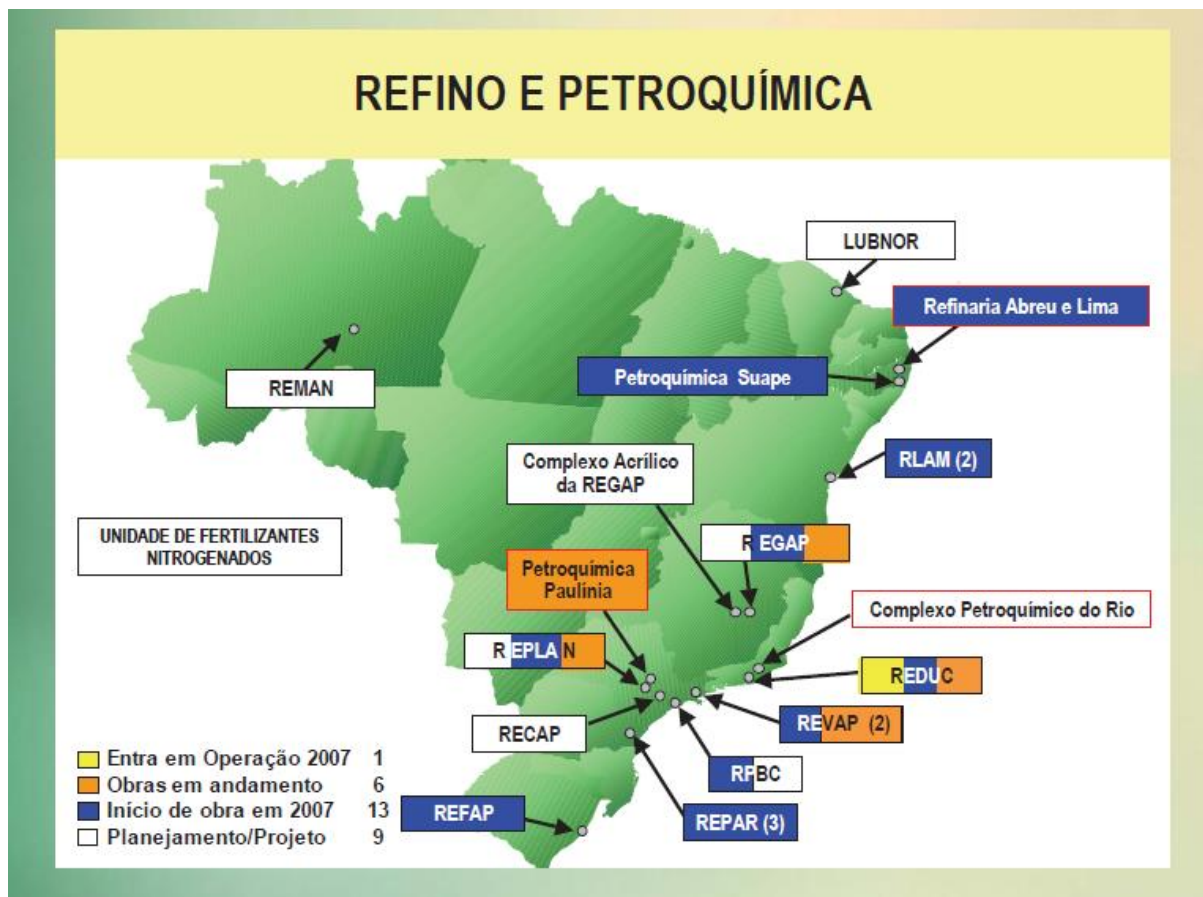 REFINO E PETROQUÍMICA
LUBNOR
Refinaria Abreu e Lima
Petroquímica Suape
REMAN
RLAM (2)
Complexo Acrílico
da REGAP
UNIDADE DE FERTILIZANTES
NITROGENADOS
REGAP
Petroquímica
Paulínia
Complexo Petroquímico do Rio
REPLAN
REDUC
REVAP (2)
RECAP
RPBC
REFAP
REPAR (3)
Entra em Operação 2007 1
Obras em andamento 6
Início de obra em 2007 13
Planejamento/Projeto 9